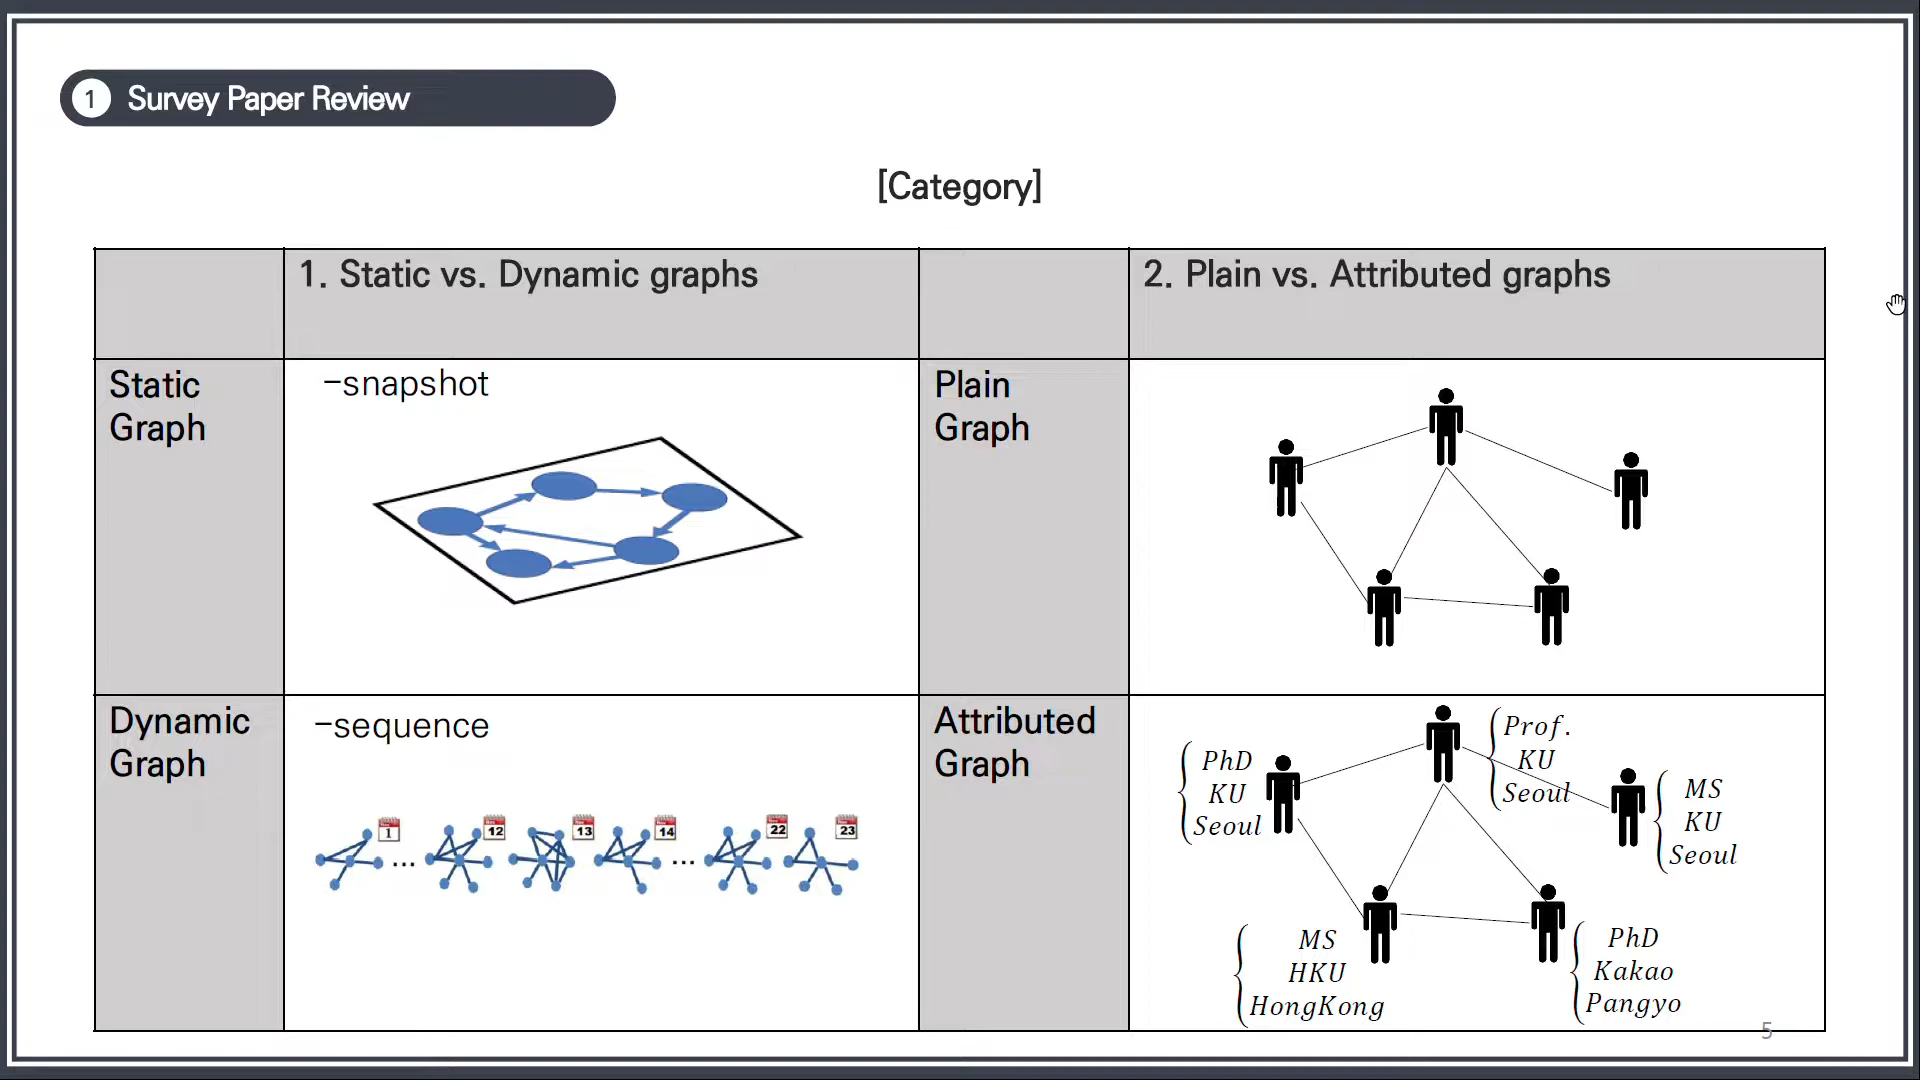 1 Survey Paper Review
[Category]
1. Static vs. Dynamic graphs
2. Plain vs. Attributed graphs
Static
Graph
-snapshot
Plain
Graph
Dynamic
Graph
-sequence
1
12
13
14
22
23
...
...
Attributed
Graph
Prof.
KU
Seoul
PhD
KU
Seoul
MS
KU
Seoul
MS
HKU
HongKong
PhD
Kakao
Pangyo
5